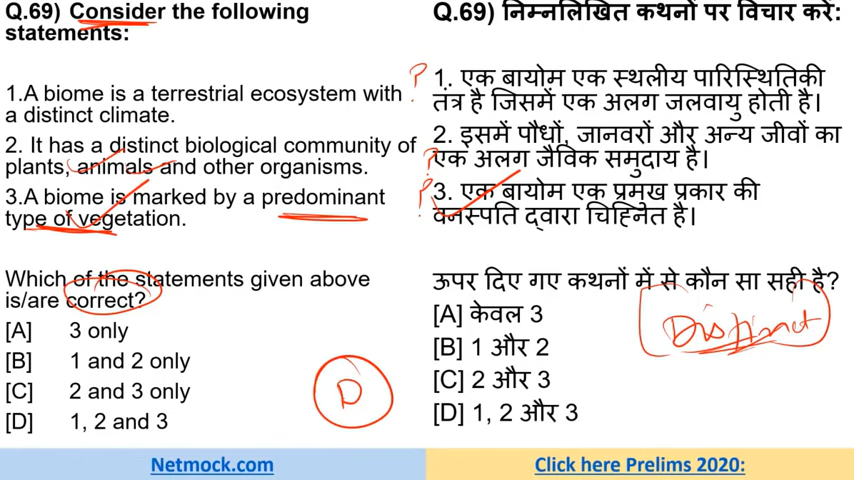 Q.69) Consider the following
statements:
1.A biome is a terrestrial ecosystem with
a distinct climate.
2. It has a distinct biological community of
plants, animals and other organisms.
3.A biome is marked by a predominant
type of vegetation.
Which of the statements given above
is/are correct?
[A] 3 only
[B] 1 and 2 only
[C] 2 and 3 only
[D] 1, 2 and 3
D
Q.69) निम्नलिखित कथनों पर विचार करें:
?
1. एक बायोम एक स्थलीय पारिस्थितिकी
तंत्र है जिसमें एक अलग जलवायु होती है।
2. इसमें पौधों, जानवरों और अन्य जीवों का
?
एक अलग जैविक समुदाय है।
?
3. एक बायोम एक प्रमुख प्रकार की
वनस्पति द्वारा चिह्नित है।
ऊपर दिए गए कथनों में से कौन सा सही है?
[A] केवल 3
[B] 1 और 2
[C] 2 और 3
[D] 1, 2 और 3
Distinct
Netmock.com
Click here Prelims 2020: